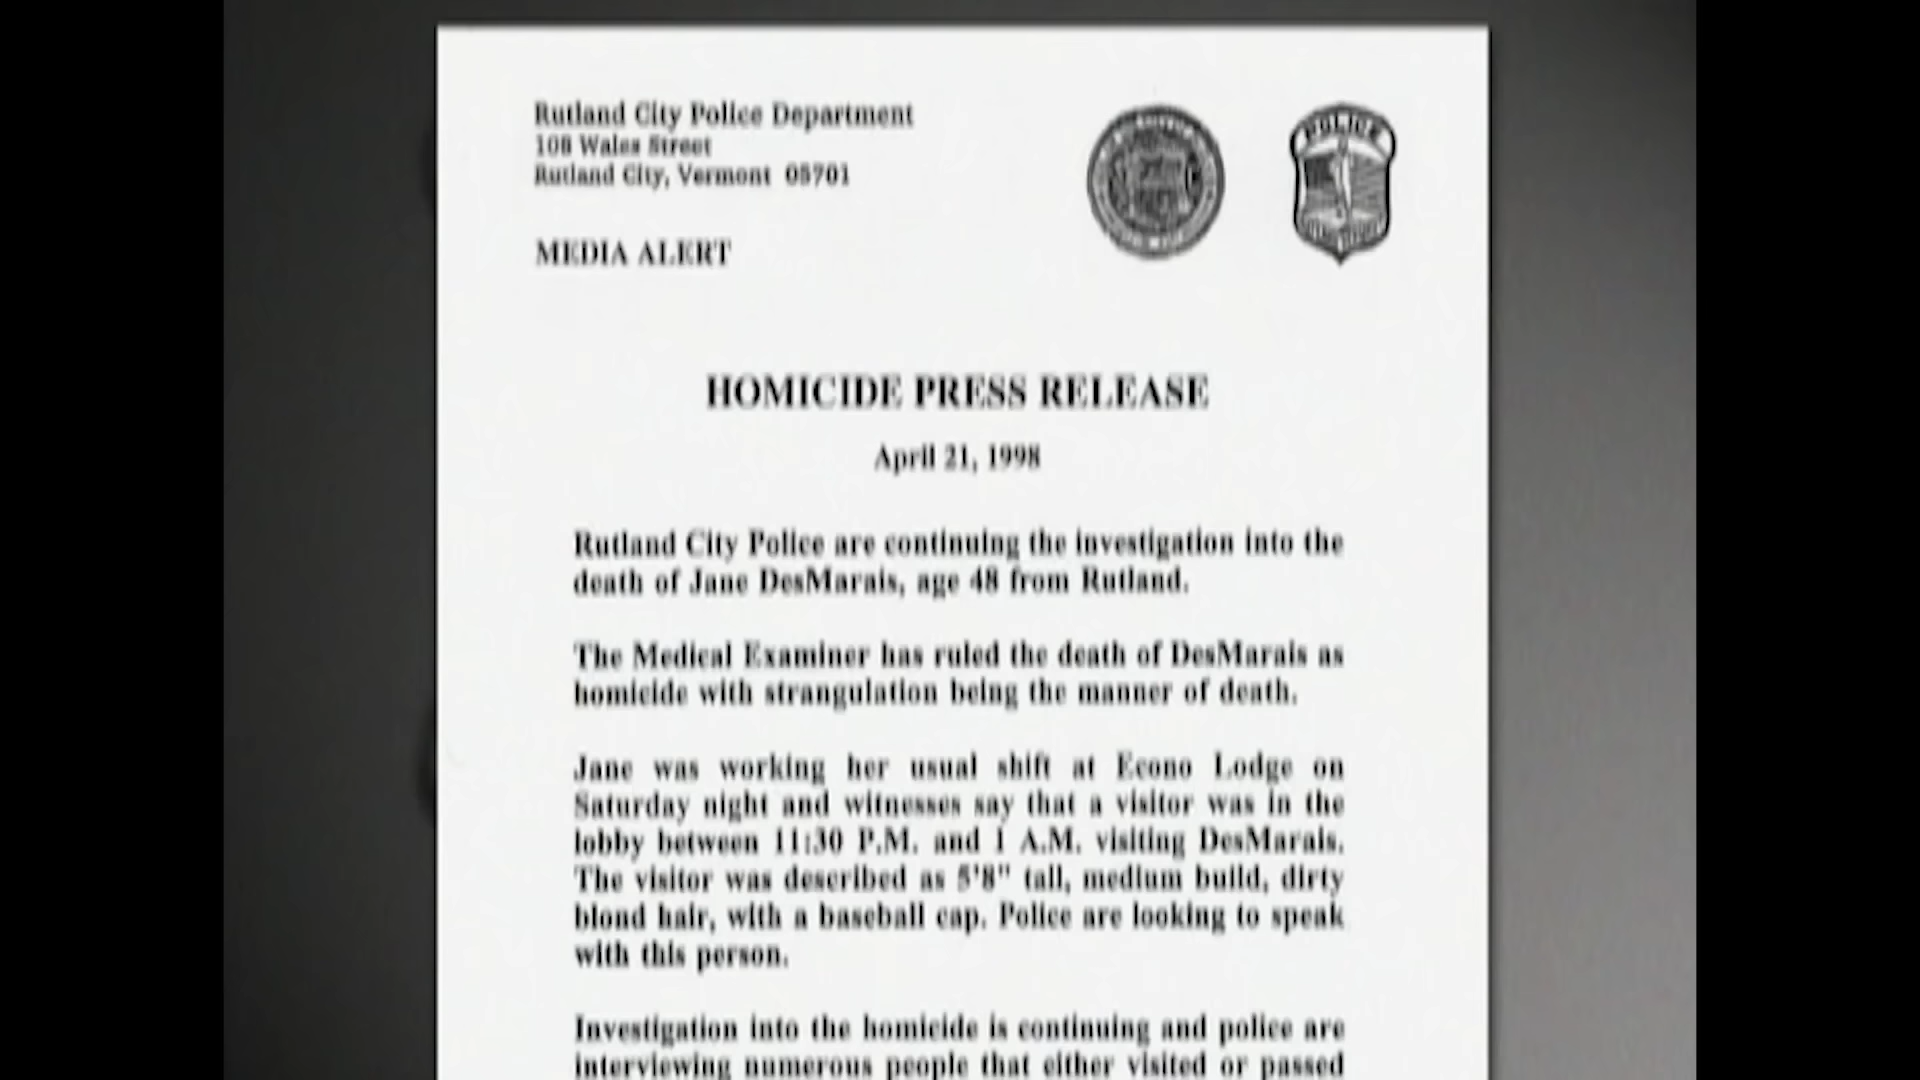 Rutland City Police Department
108 Wales Street
Rutland City, Vermont 05701
POLICE
MEDIA ALERT
HOMICIDE PRESS RELEASE
April 21, 1998
Rutland City Police are continuing the investigation into the
death of Jane DesMarais, age 48 from Rutland.
The Medical Examiner has ruled the death of DesMarais as
homicide with strangulation being the manner of death.
Jane was working her usual shift at Econo Lodge on
Saturday night and witnesses say that a visitor was in the
lobby between 11:30 P.M. and 1 A.M. visiting DesMarais.
The visitor was described as 5'8" tall, medium build, dirty
blond hair, with a baseball cap. Police are looking to speak
with this person.
Investigation into the homicide is continuing and police are
interviewing numerous people that either visited or passed